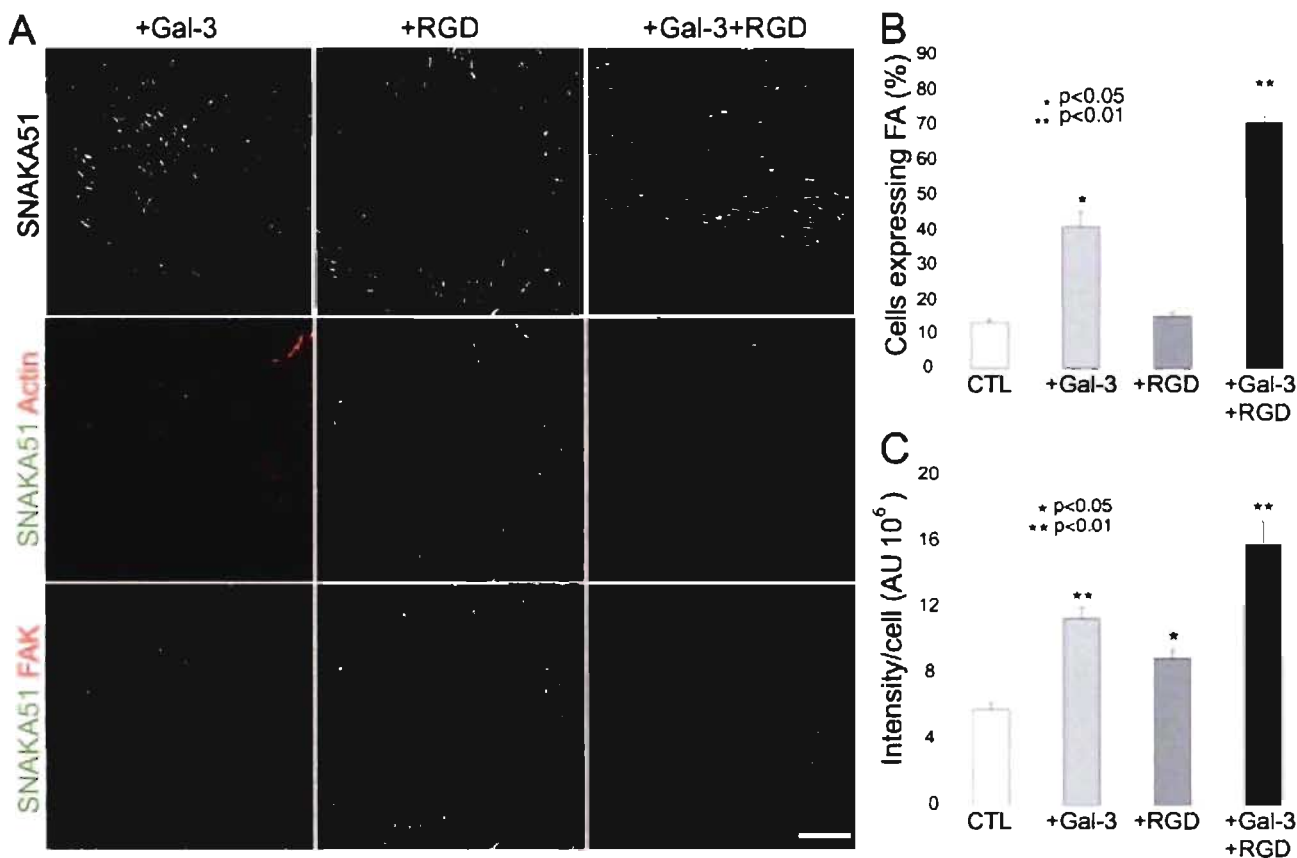 A
+Gal-3
+RGD
+Gal-3+RGD
SNAKA51
SNAKA51 Actin
SNAKA51 FAK
B
Cells expressing FA (%)
90
80
70
60
50
40
30
20
10
0
* p<0.05
** p<0.01
*
**
CTL
+Gal-3
+RGD
+Gal-3
+RGD
C
Intensity/cell (AU 10⁶)
20
16
12
8
4
0
* p<0.05
** p<0.01
**
*
**
CTL
+Gal-3
+RGD
+Gal-3
+RGD